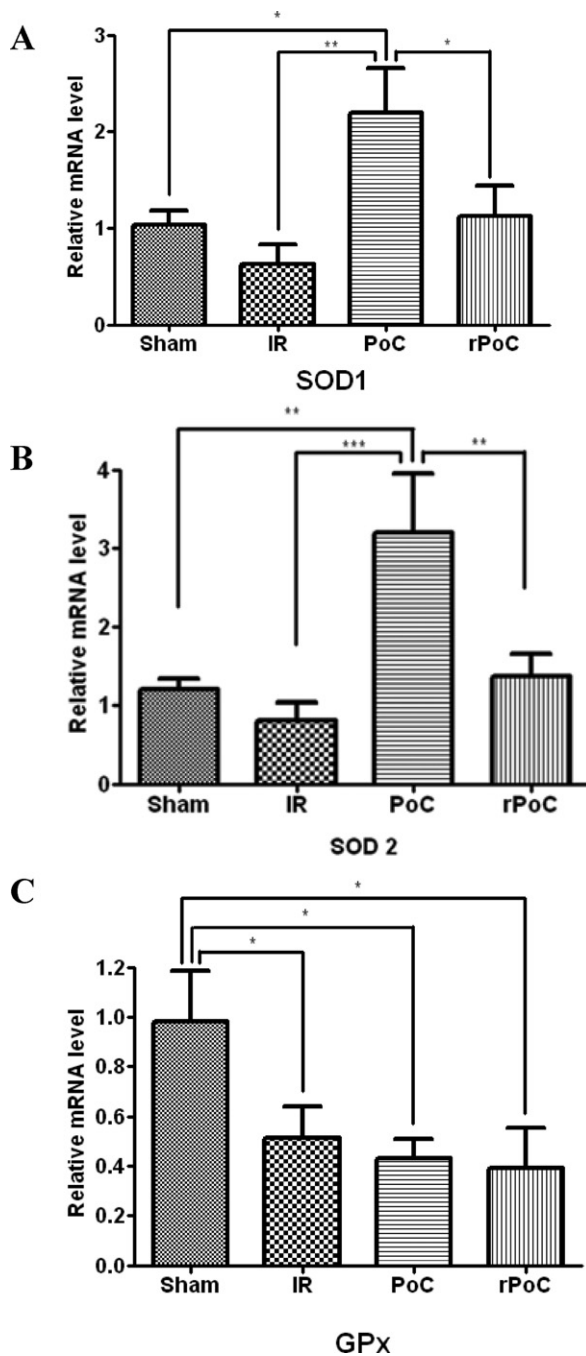 A
Relative mRNA level
3
2
1
0
*
**
*
Sham IR PoC rPoC
SOD1
B
Relative mRNA level
4
3
2
1
0
**
***
**
Sham IR PoC rPoC
SOD 2
C
Relative mRNA level
1.2
1.0
0.8
0.6
0.4
0.2
0.0
*
*
*
Sham IR PoC rPoC
GPx